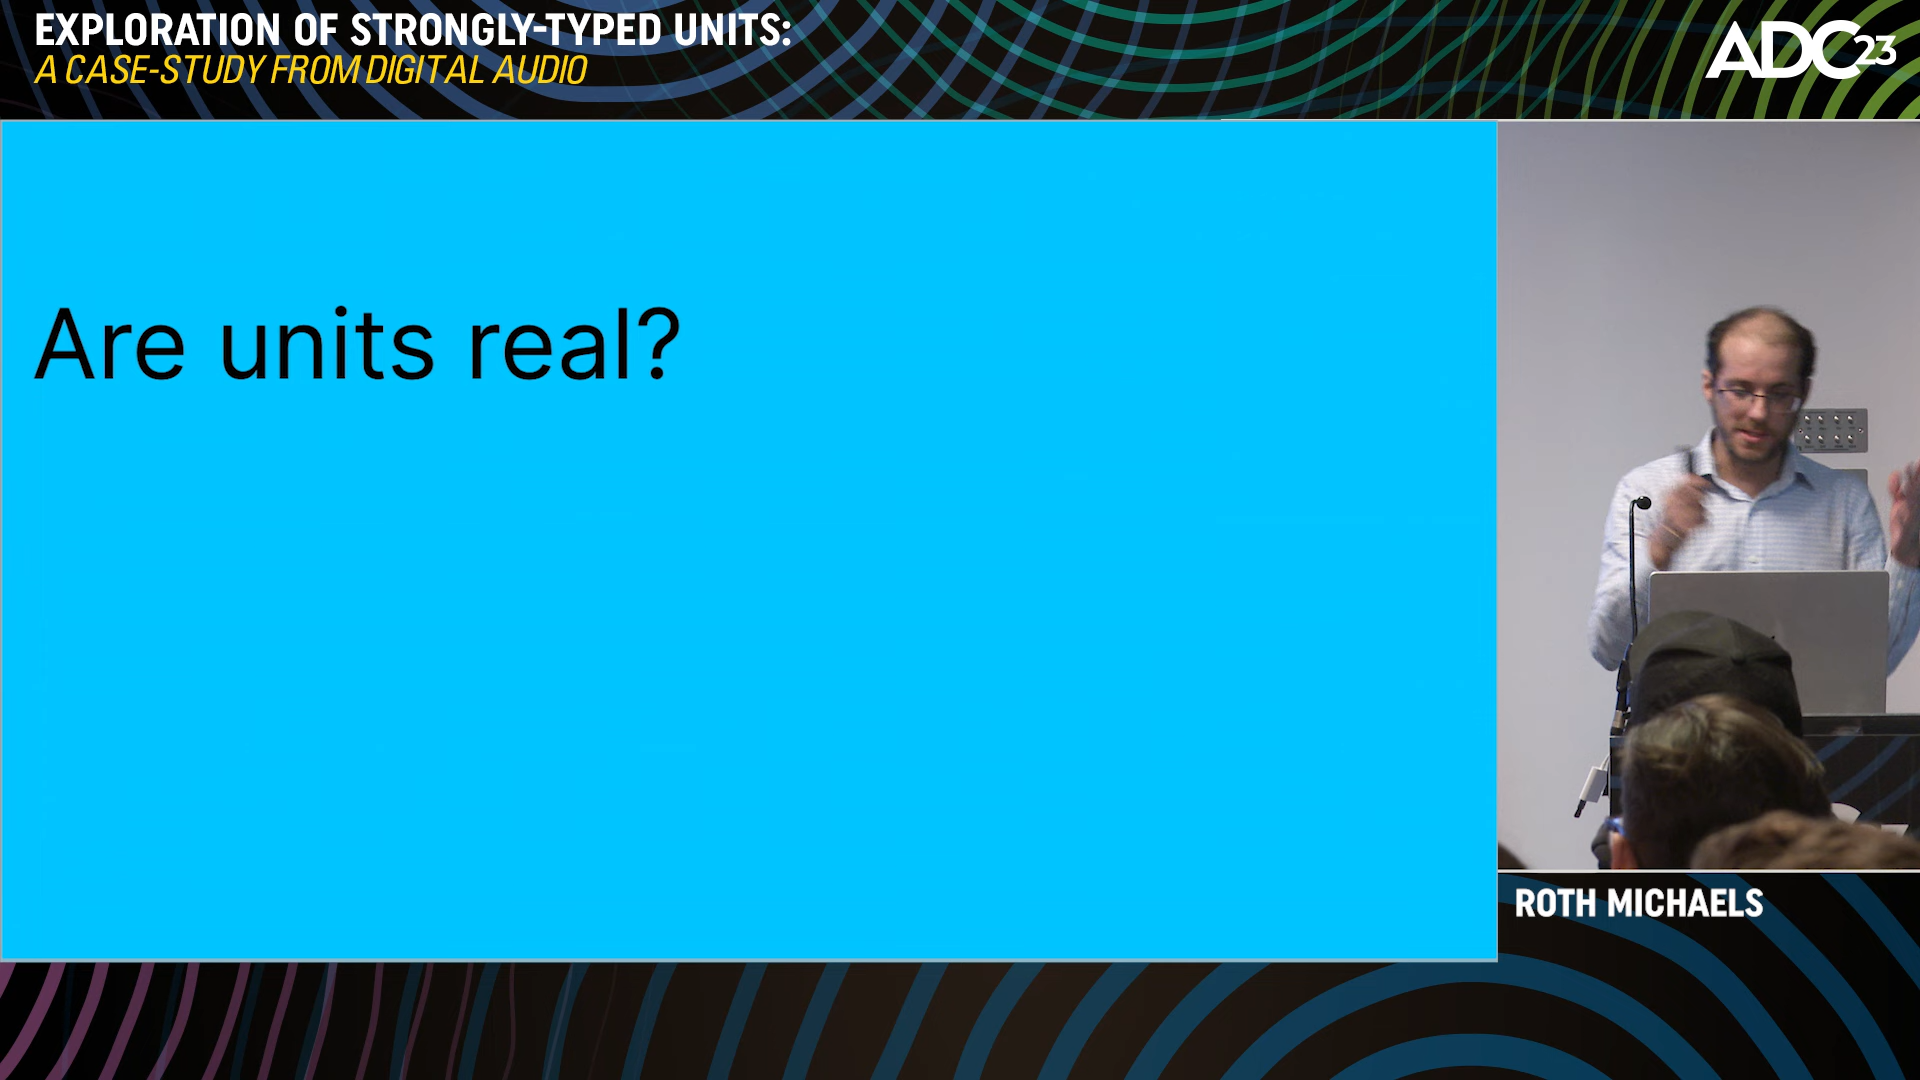 EXPLORATION OF STRONGLY-TYPED UNITS:
A CASE-STUDY FROM DIGITAL AUDIO
ADC23
Are units real?
ROTH MICHAELS